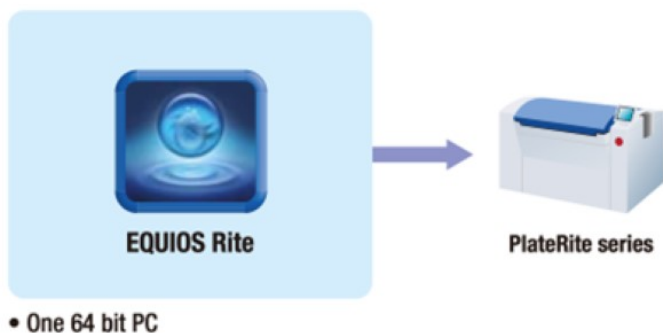 EQUIOS Rite
PlateRite series
• One 64 bit PC